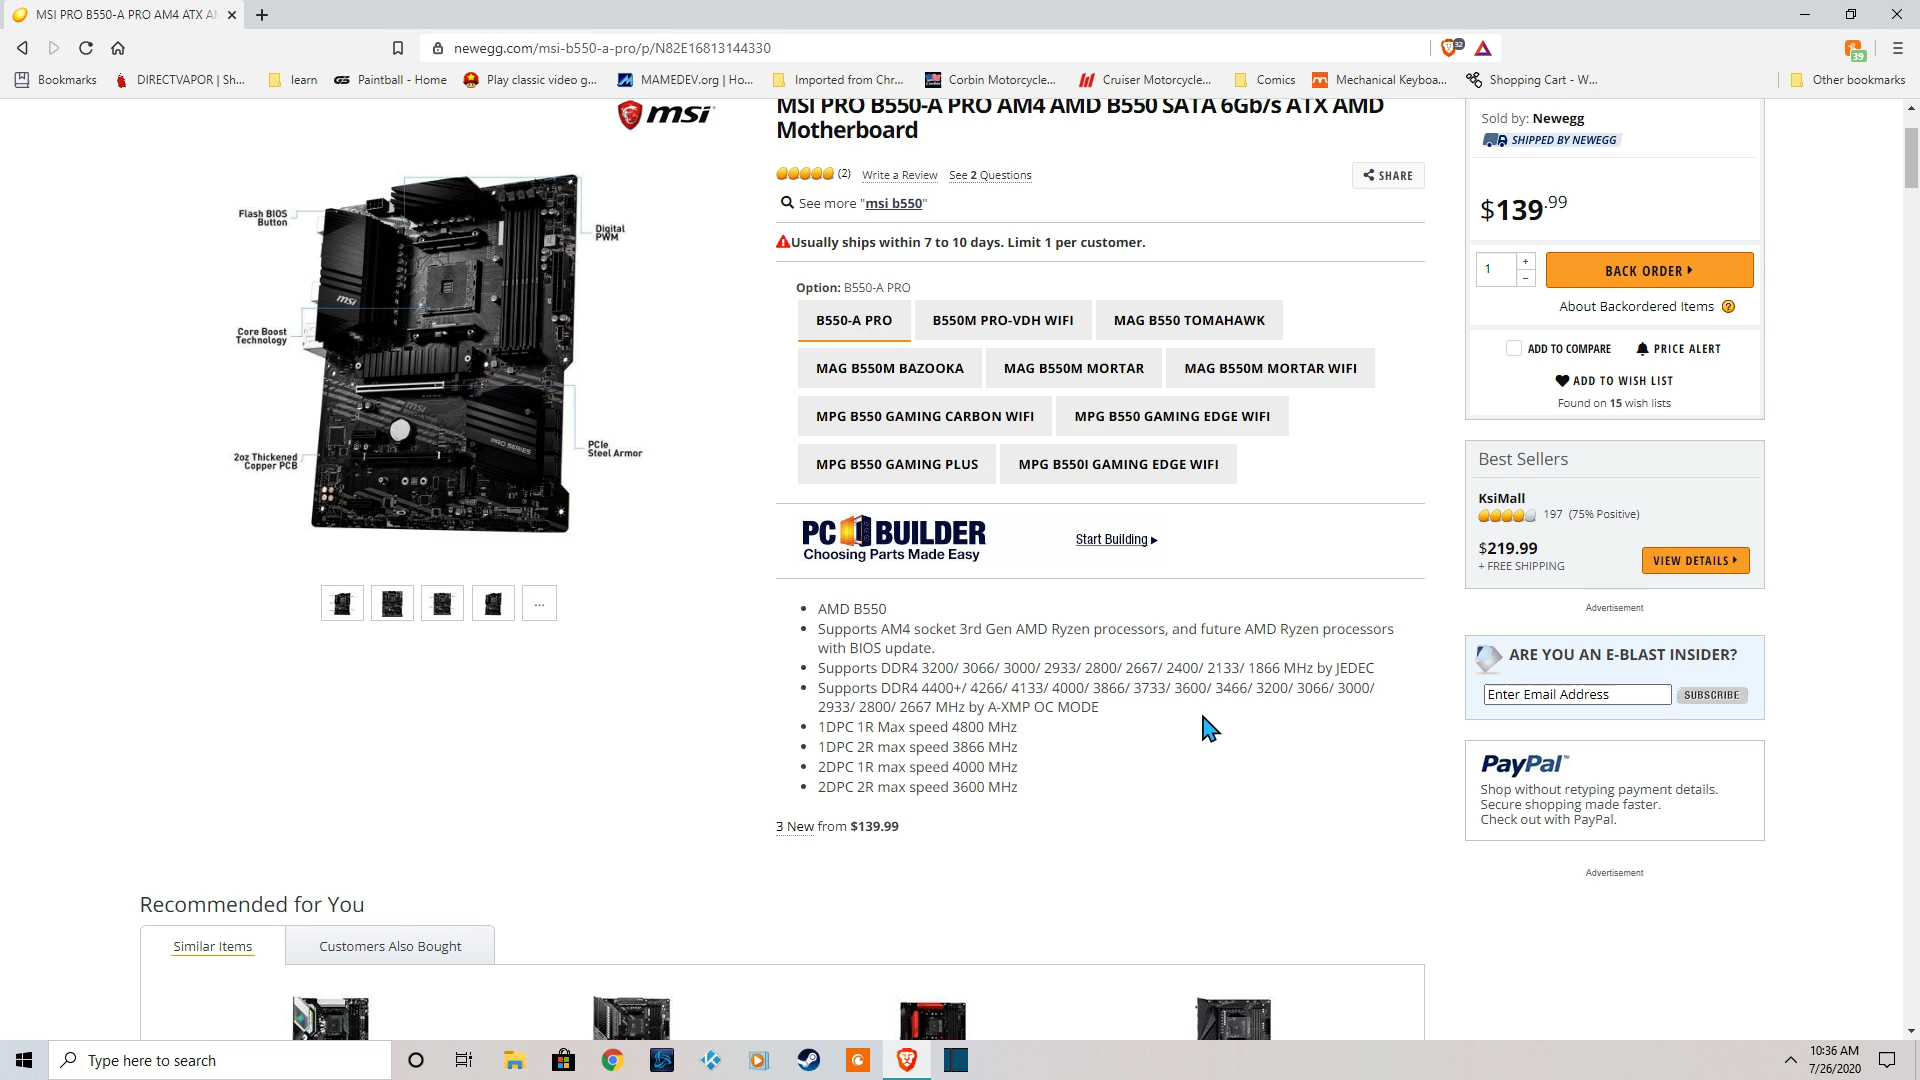 MSI PRO B550-A PRO AM4 ATX AM
newegg.com/msi-b550-a-pro/p/N82E16813144330
32
39
Bookmarks
DIRECTVAPOR | Sh...
learn
GS Paintball - Home
Play classic video g...
MAMEDEV.org | Ho...
Imported from Chr...
Corbin Motorcycle...
Cruiser Motorcycle...
Comics
Mechanical Keyboa...
Shopping Cart - W...
Other bookmarks
msi
Flash BIOS
Button
Digital
PWM
Core Boost
Technology
2oz Thickened
Copper PCB
PCIe
Steel Armor
msi
msi
PRO SERIES
...
MSI PRO B550-A PRO AM4 AMD B550 SATA 6Gb/s ATX AMD
Motherboard
(2) Write a Review See 2 Questions
SHARE
See more "msi b550"
Usually ships within 7 to 10 days. Limit 1 per customer.
Option: B550-A PRO
B550-A PRO
B550M PRO-VDH WIFI
MAG B550 TOMAHAWK
MAG B550M BAZOOKA
MAG B550M MORTAR
MAG B550M MORTAR WIFI
MPG B550 GAMING CARBON WIFI
MPG B550 GAMING EDGE WIFI
MPG B550 GAMING PLUS
MPG B550I GAMING EDGE WIFI
PC BUILDER
Choosing Parts Made Easy
Start Building
• AMD B550
• Supports AM4 socket 3rd Gen AMD Ryzen processors, and future AMD Ryzen processors
with BIOS update.
• Supports DDR4 3200/ 3066/ 3000/ 2933/ 2800/ 2667/ 2400/ 2133/ 1866 MHz by JEDEC
• Supports DDR4 4400+/ 4266/ 4133/ 4000/ 3866/ 3733/ 3600/ 3466/ 3200/ 3066/ 3000/
2933/ 2800/ 2667 MHz by A-XMP OC MODE
• 1DPC 1R Max speed 4800 MHz
• 1DPC 2R max speed 3866 MHz
• 2DPC 1R max speed 4000 MHz
• 2DPC 2R max speed 3600 MHz
3 New from $139.99
Sold by: Newegg
SHIPPED BY NEWEGG
$139.99
1
+
−
BACK ORDER
About Backordered Items ?
ADD TO COMPARE
PRICE ALERT
ADD TO WISH LIST
Found on 15 wish lists
Best Sellers
KsiMall
197 (75% Positive)
$219.99
+ FREE SHIPPING
VIEW DETAILS
Advertisement
ARE YOU AN E-BLAST INSIDER?
Enter Email Address
SUBSCRIBE
PayPal™
Shop without retyping payment details.
Secure shopping made faster.
Check out with PayPal.
Advertisement
Recommended for You
Similar Items
Customers Also Bought
Type here to search
10:36 AM
7/26/2020